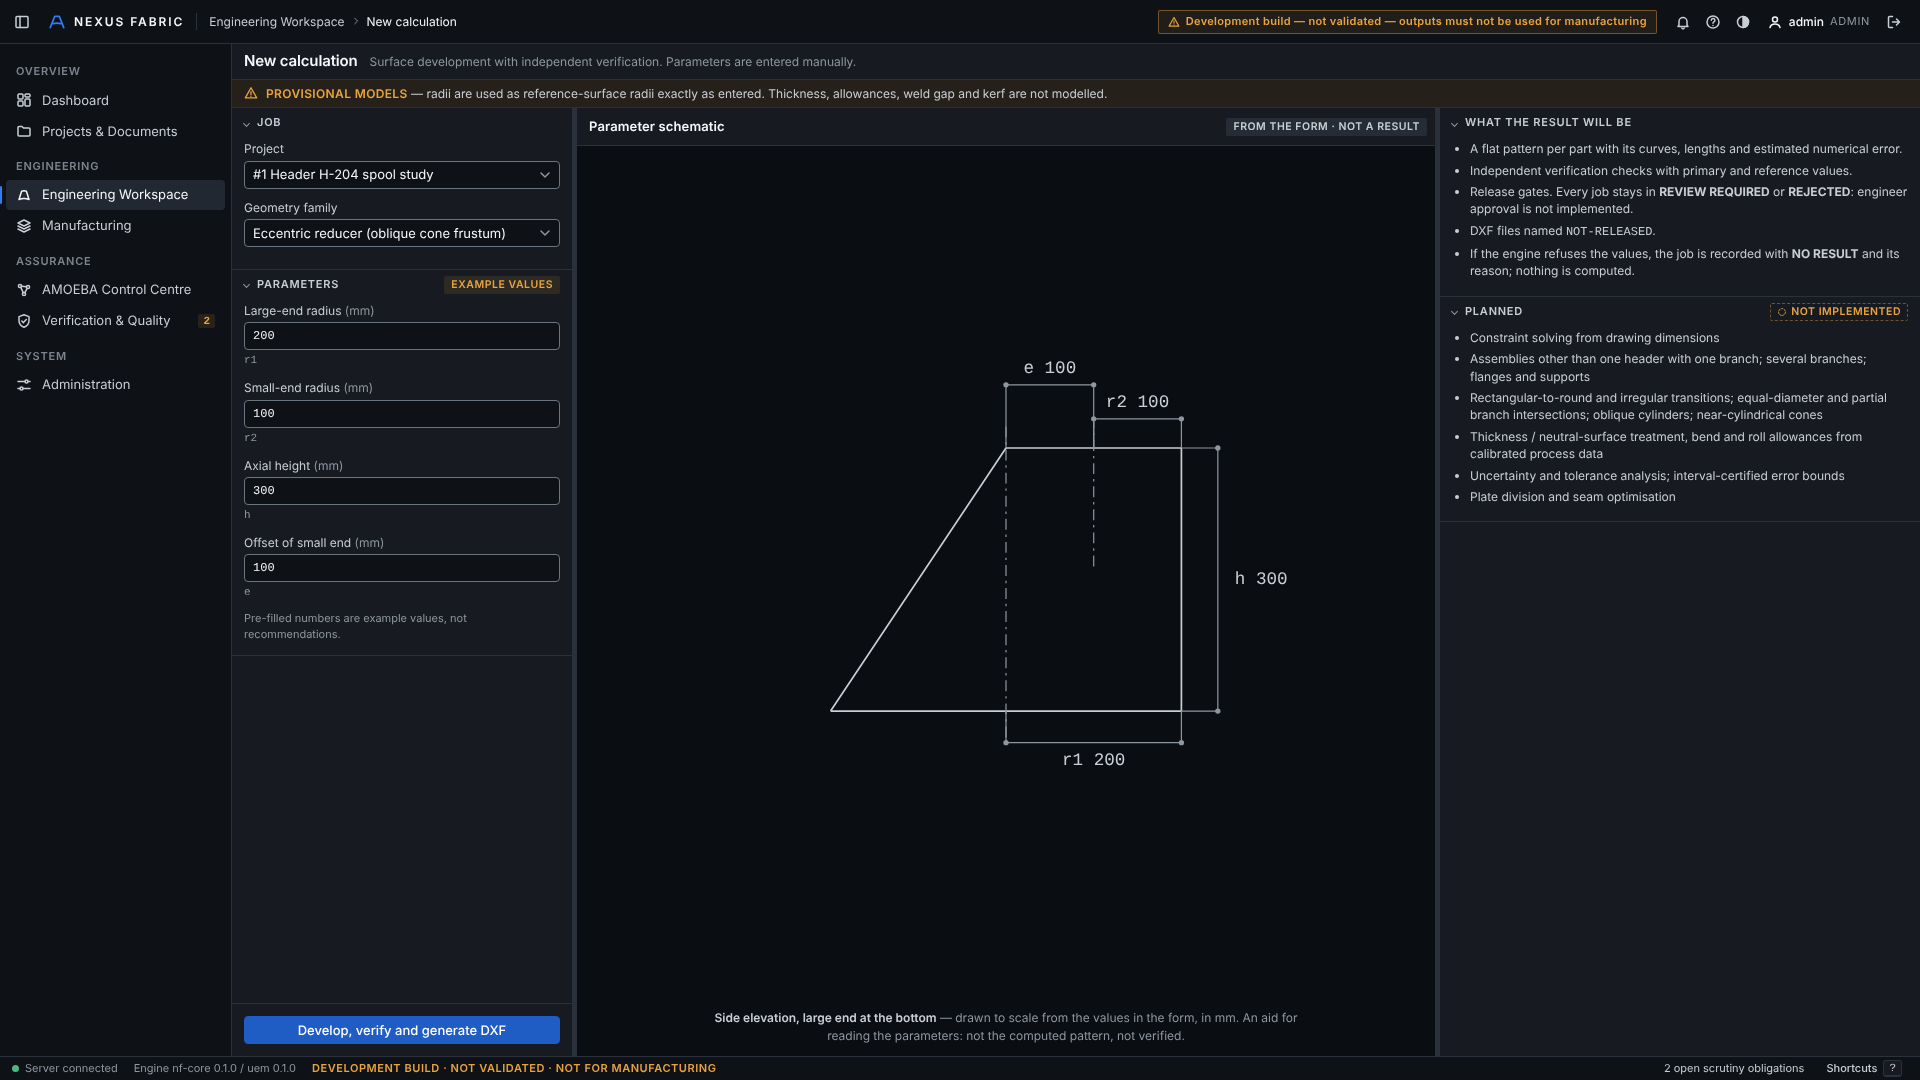 NEXUS FABRIC
Engineering Workspace
New calculation
Development build — not validated — outputs must not be used for manufacturing
admin ADMIN
OVERVIEW
Dashboard
Projects & Documents
ENGINEERING
Engineering Workspace
Manufacturing
ASSURANCE
AMOEBA Control Centre
Verification & Quality 2
SYSTEM
Administration
New calculation Surface development with independent verification. Parameters are entered manually.
PROVISIONAL MODELS — radii are used as reference-surface radii exactly as entered. Thickness, allowances, weld gap and kerf are not modelled.
JOB
Project
#1 Header H-204 spool study
Geometry family
Eccentric reducer (oblique cone frustum)
PARAMETERS EXAMPLE VALUES
Large-end radius (mm)
200
r1
Small-end radius (mm)
100
r2
Axial height (mm)
300
h
Offset of small end (mm)
100
e
Pre-filled numbers are example values, not
recommendations.
Develop, verify and generate DXF
Parameter schematic
FROM THE FORM · NOT A RESULT
e 100
r2 100
h 300
r1 200
Side elevation, large end at the bottom — drawn to scale from the values in the form, in mm. An aid for
reading the parameters: not the computed pattern, not verified.
WHAT THE RESULT WILL BE
• A flat pattern per part with its curves, lengths and estimated numerical error.
• Independent verification checks with primary and reference values.
• Release gates. Every job stays in REVIEW REQUIRED or REJECTED: engineer
approval is not implemented.
• DXF files named NOT-RELEASED.
• If the engine refuses the values, the job is recorded with NO RESULT and its
reason; nothing is computed.
PLANNED NOT IMPLEMENTED
• Constraint solving from drawing dimensions
• Assemblies other than one header with one branch; several branches;
flanges and supports
• Rectangular-to-round and irregular transitions; equal-diameter and partial
branch intersections; oblique cylinders; near-cylindrical cones
• Thickness / neutral-surface treatment, bend and roll allowances from
calibrated process data
• Uncertainty and tolerance analysis; interval-certified error bounds
• Plate division and seam optimisation
Server connected
Engine nf-core 0.1.0 / uem 0.1.0
DEVELOPMENT BUILD · NOT VALIDATED · NOT FOR MANUFACTURING
2 open scrutiny obligations
Shortcuts ?